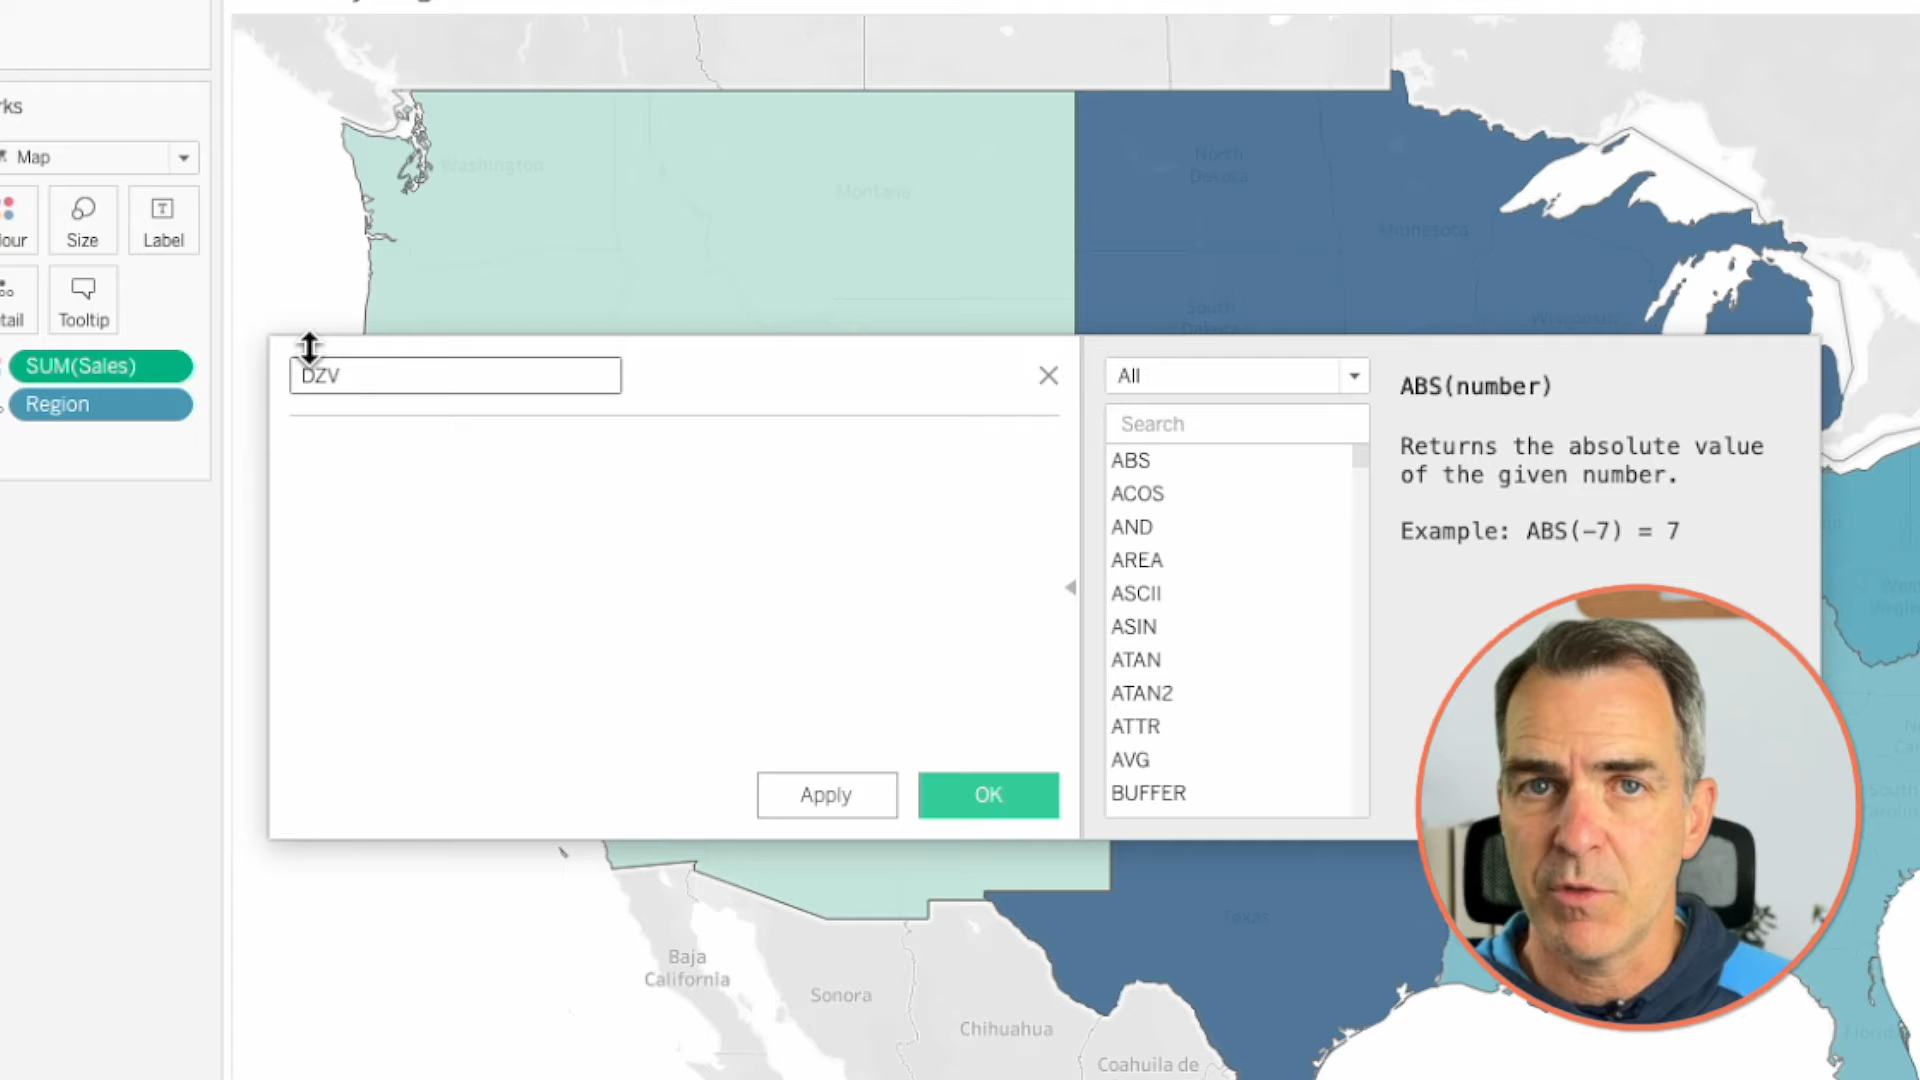 rks
Map
lour
Size
Label
tail
Tooltip
SUM(Sales)
Region
Washington
Montana
North
Dakota
Minnesota
South
Dakota
Wisconsin
DZV
All
Search
ABS
ACOS
AND
AREA
ASCII
ASIN
ATAN
ATAN2
ATTR
AVG
BUFFER
ABS(number)
Returns the absolute value
of the given number.
Example: ABS(-7) = 7
Apply
OK
Texas
Baja
California
Sonora
Chihuahua
Coahuila de
South
Florida